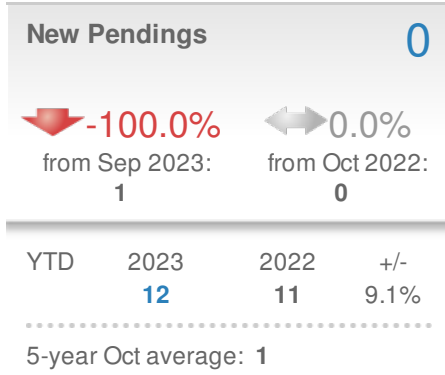 New Pendings 0
-100.0% 0.0%
from Sep 2023: from Oct 2022:
1 0
YTD 2023 2022 +/-
12 11 9.1%
5-year Oct average: 1